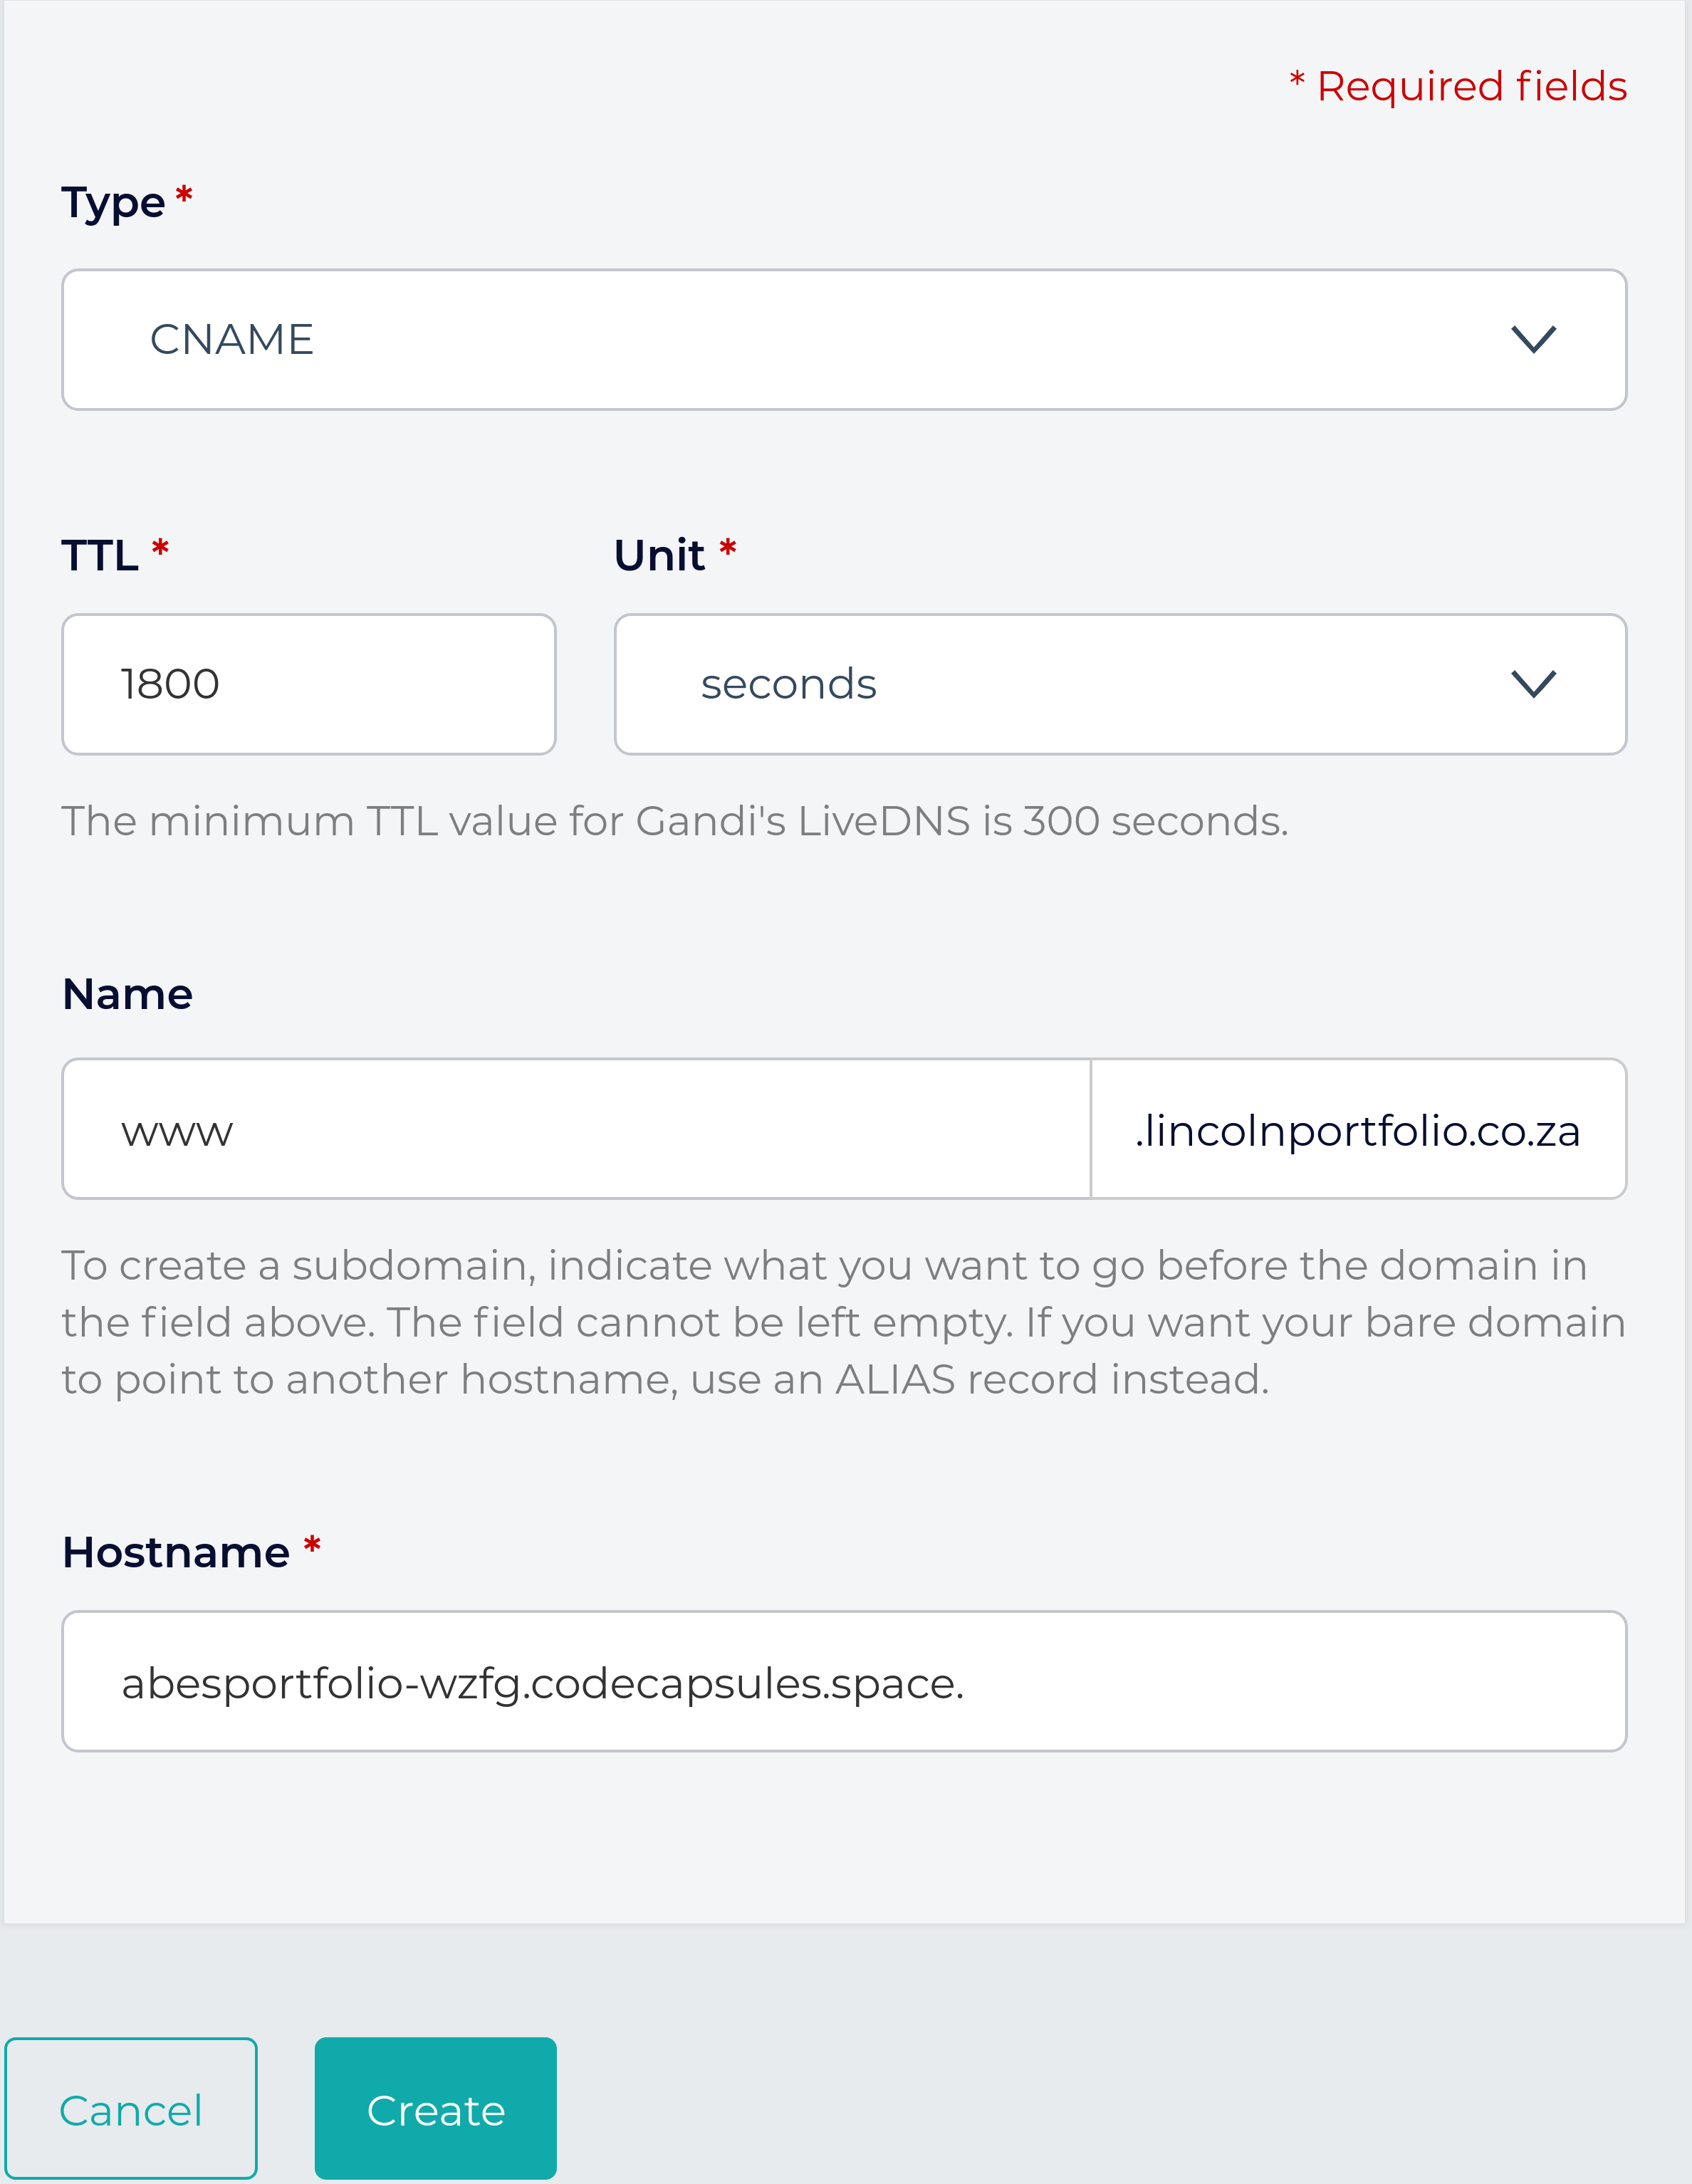 * Required fields
Type *
CNAME
TTL * Unit *
1800 seconds
The minimum TTL value for Gandi's LiveDNS is 300 seconds.
Name
www .lincolnportfolio.co.za
To create a subdomain, indicate what you want to go before the domain in
the field above. The field cannot be left empty. If you want your bare domain
to point to another hostname, use an ALIAS record instead.
Hostname *
abesportfolio-wzfg.codecapsules.space.
Cancel Create